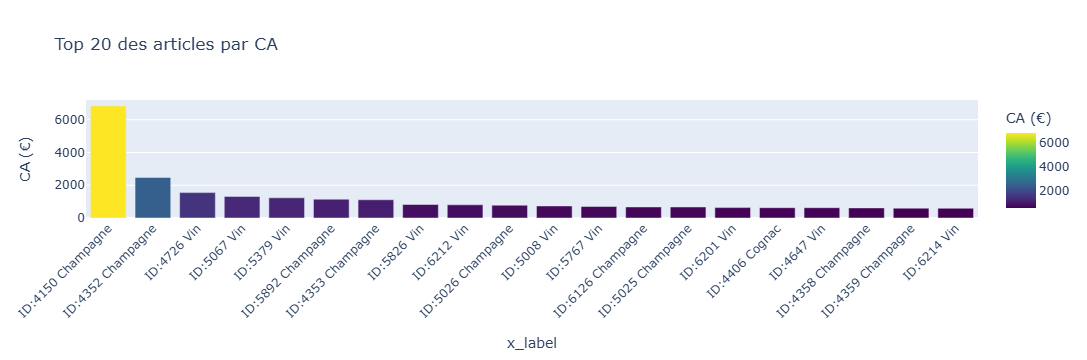 Top 20 des articles par CA
CA (€)
6000
4000
2000
0
ID:4150 Champagne
ID:4352 Champagne
ID:4726 Vin
ID:5067 Vin
ID:5379 Vin
ID:5892 Champagne
ID:4353 Champagne
ID:5826 Vin
ID:6212 Vin
ID:5026 Champagne
ID:5008 Vin
ID:5767 Vin
ID:6126 Champagne
ID:5025 Champagne
ID:6201 Vin
ID:4406 Cognac
ID:4647 Vin
ID:4358 Champagne
ID:4359 Champagne
ID:6214 Vin
x_label
CA (€)
6000
4000
2000